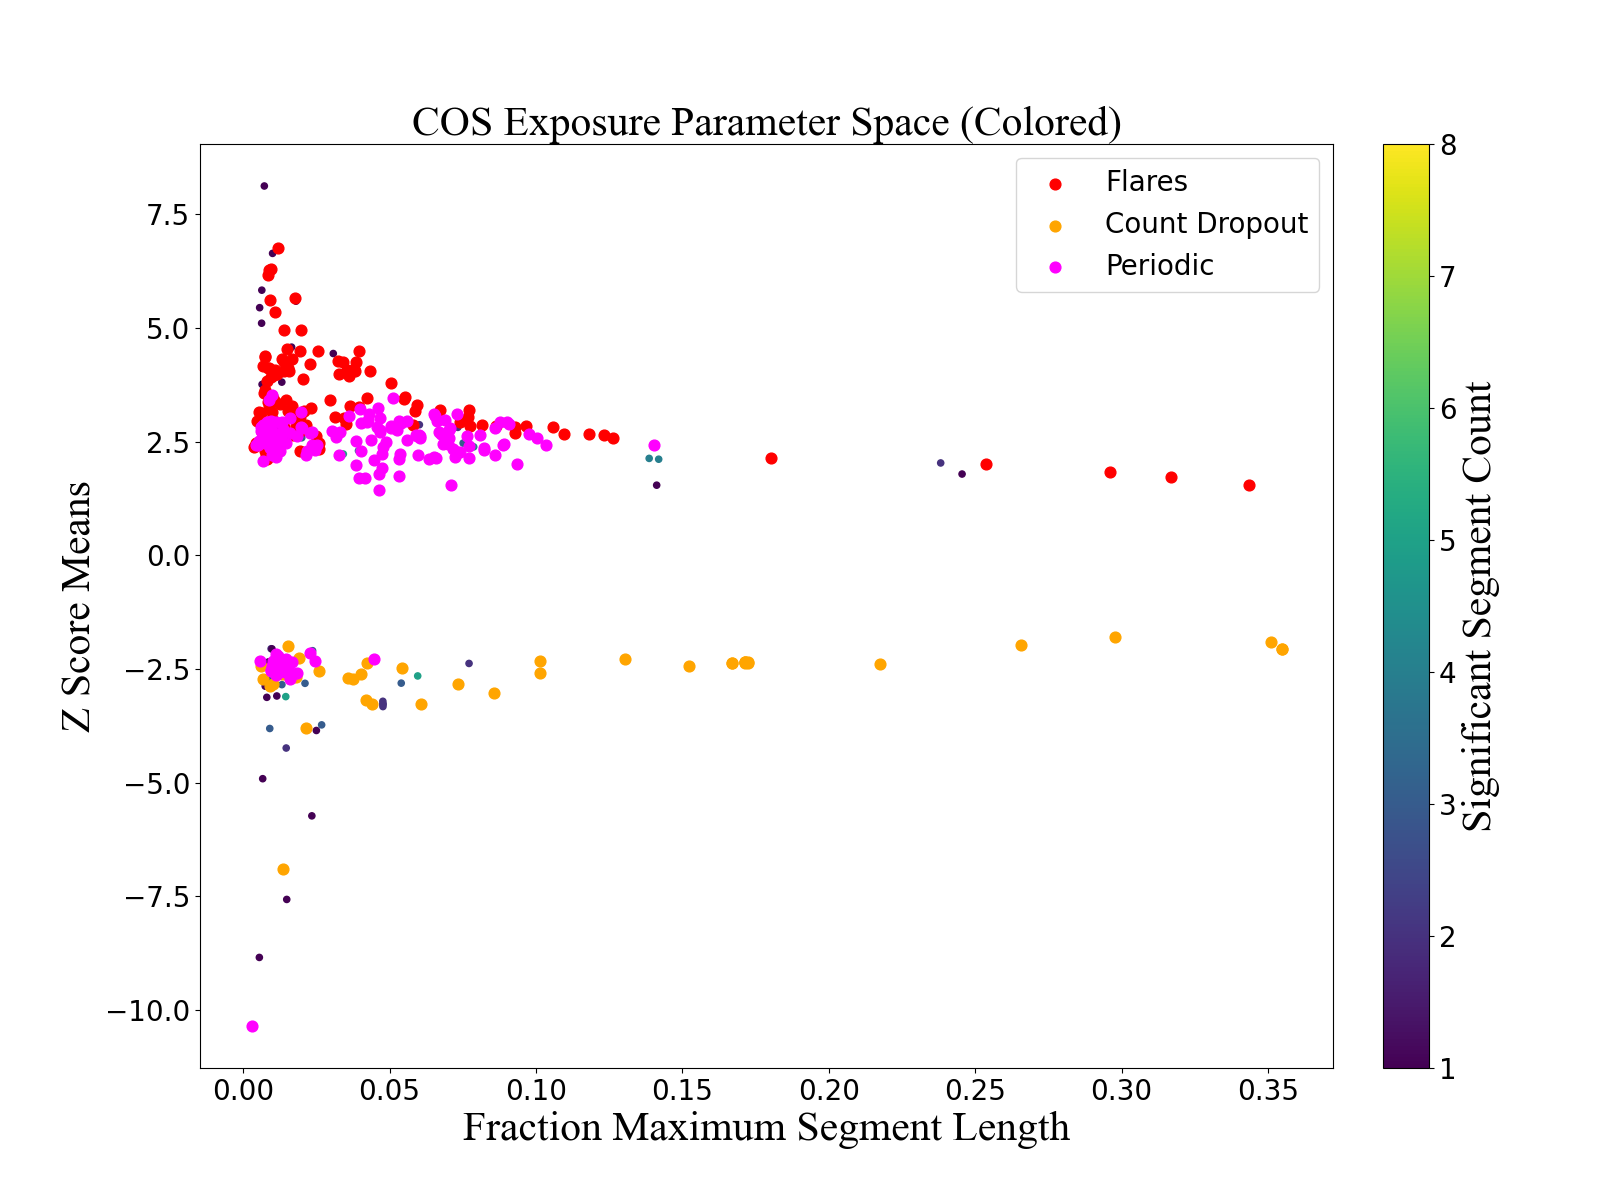 COS Exposure Parameter Space (Colored)
Flares
Count Dropout
Periodic
7.5
5.0
2.5
0.0
−2.5
−5.0
−7.5
−10.0
Z Score Means
0.00 0.05 0.10 0.15 0.20 0.25 0.30 0.35
Fraction Maximum Segment Length
8
7
6
5
4
3
2
1
Significant Segment Count